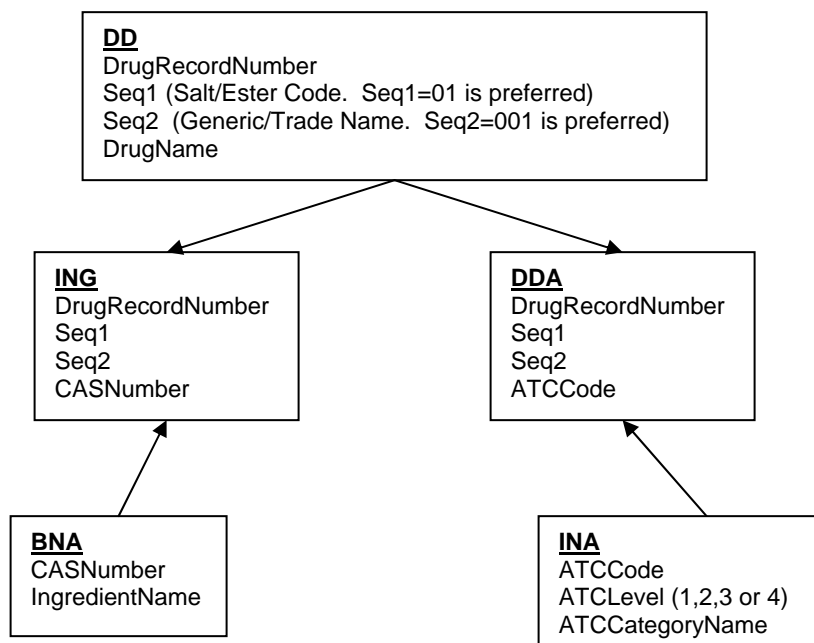 DD
DrugRecordNumber
Seq1 (Salt/Ester Code.  Seq1=01 is preferred)
Seq2  (Generic/Trade Name.  Seq2=001 is preferred)
DrugName
ING
DrugRecordNumber
Seq1
Seq2
CASNumber
DDA
DrugRecordNumber
Seq1
Seq2
ATCCode
BNA
CASNumber
IngredientName
INA
ATCCode
ATCLevel (1,2,3 or 4)
ATCCategoryName